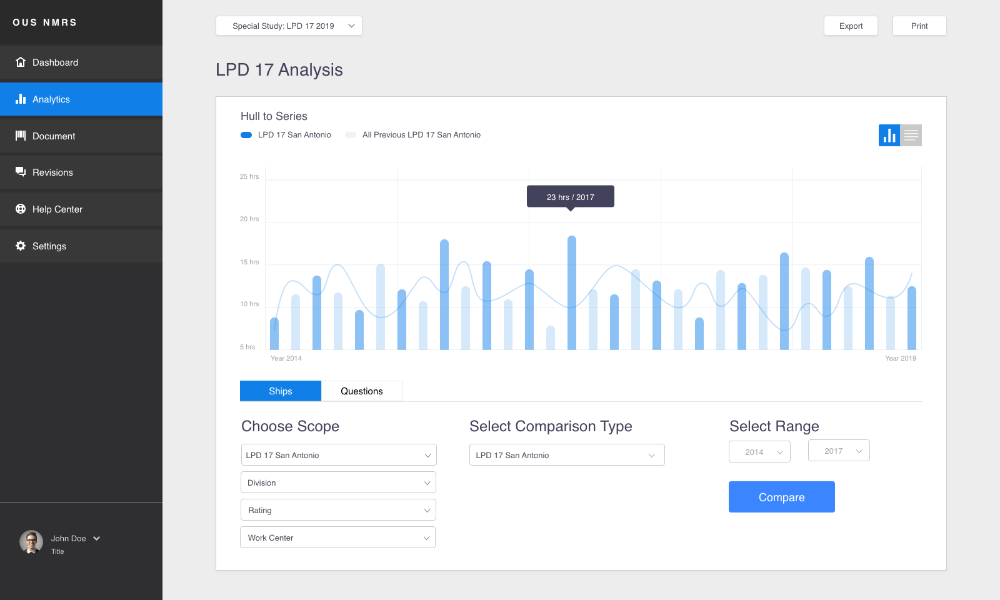 OUS NMRS
Dashboard
Analytics
Document
Revisions
Help Center
Settings
John Doe
Title
Special Study: LPD 17 2019
Export
Print
LPD 17 Analysis
Hull to Series
LPD 17 San Antonio
All Previous LPD 17 San Antonio
25 hrs
23 hrs / 2017
20 hrs
15 hrs
10 hrs
5 hrs
Year 2014
Year 2019
Ships
Questions
Choose Scope
LPD 17 San Antonio
Division
Rating
Work Center
Select Comparison Type
LPD 17 San Antonio
Select Range
2014
2017
Compare